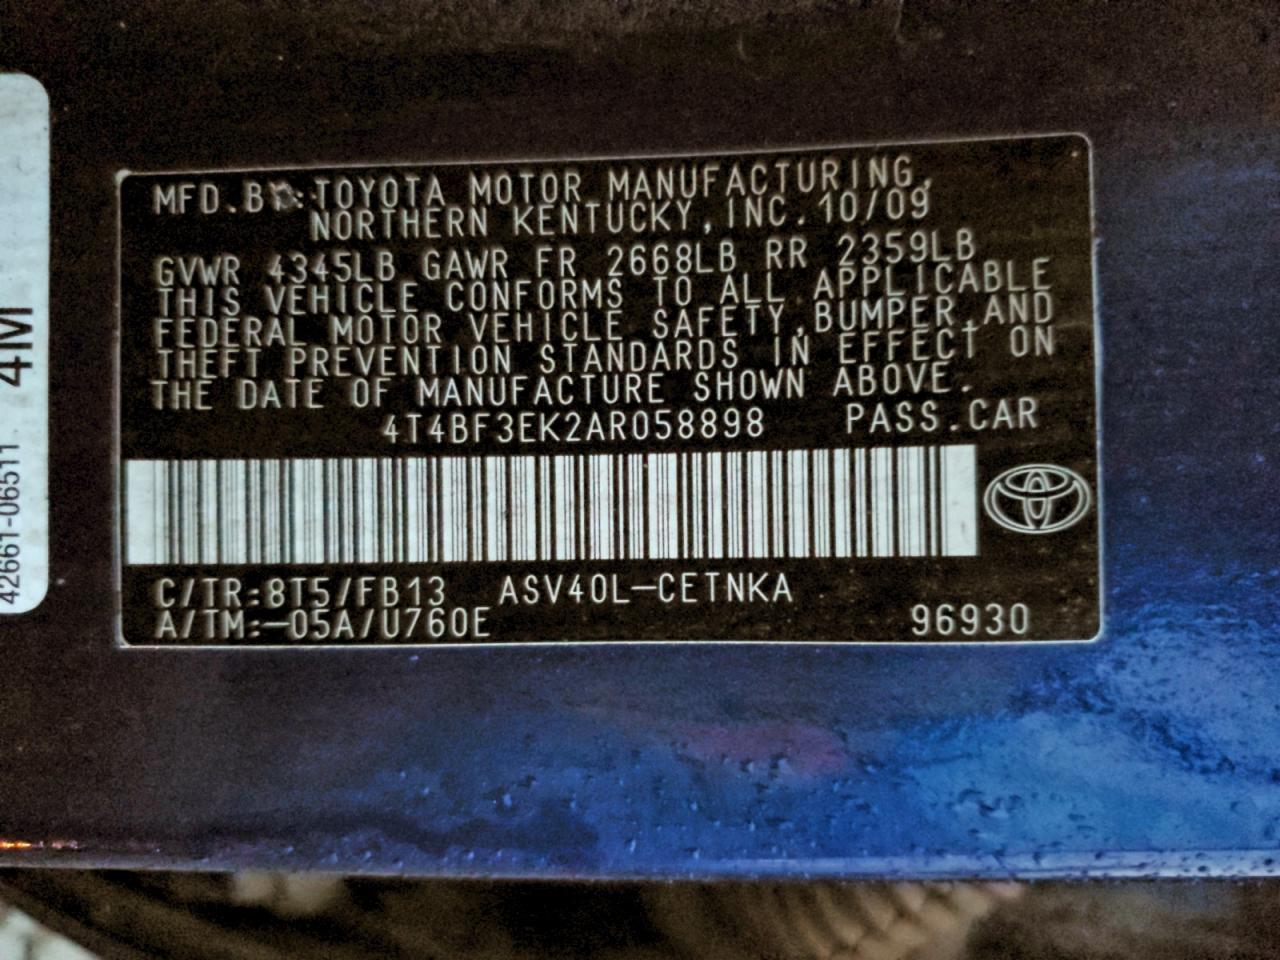 MFD.BY:TOYOTA MOTOR MANUFACTURING,
NORTHERN KENTUCKY,INC.10/09
GVWR 4345LB GAWR FR 2668LB RR 2359LB
THIS VEHICLE CONFORMS TO ALL APPLICABLE
FEDERAL MOTOR VEHICLE SAFETY,BUMPER,AND
THEFT PREVENTION STANDARDS IN EFFECT ON
THE DATE OF MANUFACTURE SHOWN ABOVE.
4T4BF3EK2AR058898 PASS.CAR
C/TR:8T5/FB13 ASV40L-CETNKA
A/TM:-05A/U760E 96930
42661-06511 4M